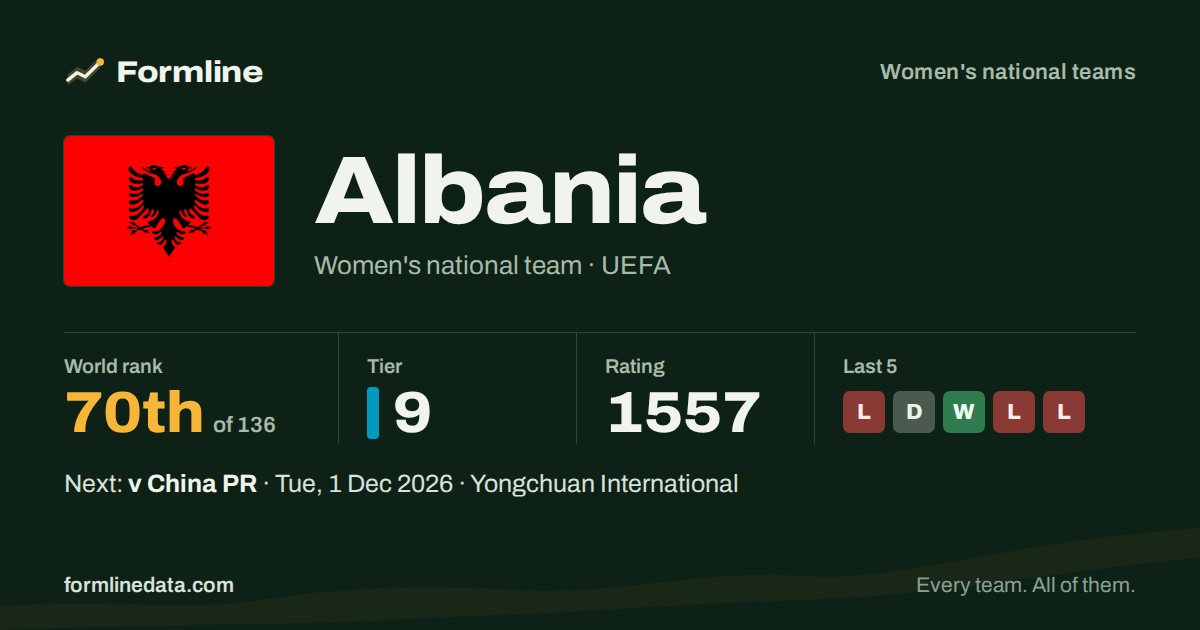 Formline
Women's national teams
Albania
Women's national team · UEFA
World rank
70th of 136
Tier
9
Rating
1557
Last 5
L D W L L
Next: v China PR · Tue, 1 Dec 2026 · Yongchuan International
formlinedata.com
Every team. All of them.